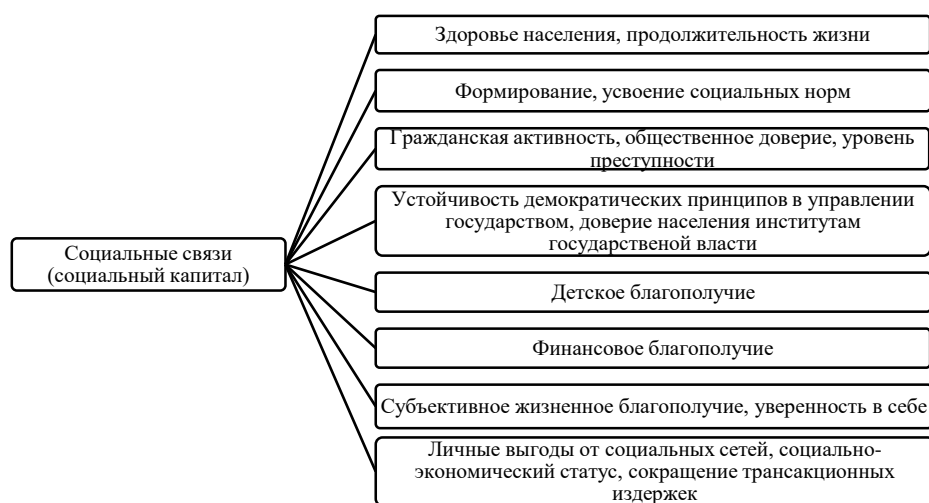 Здоровье населения, продолжительность жизни
Формирование, усвоение социальных норм
Гражданская активность, общественное доверие, уровень
преступности
Устойчивость демократических принципов в управлении
государством, доверие населения институтам
государственой власти
Социальные связи
(социальный капитал)
Детское благополучие
Финансовое благополучие
Субъективное жизненное благополучие, уверенность в себе
Личные выгоды от социальных сетей, социально-
экономический статус, сокращение трансакционных
издержек